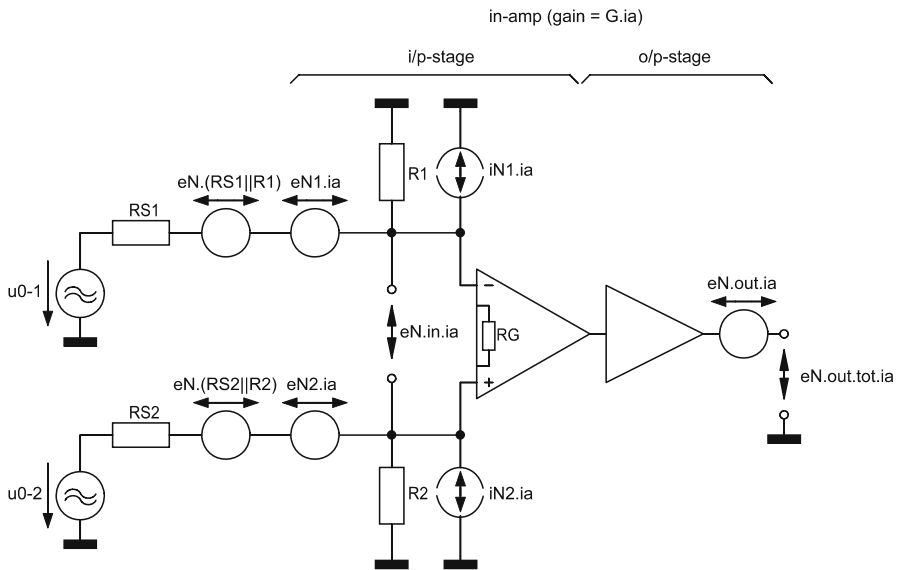 in-amp (gain = G.ia)
i/p-stage
o/p-stage
eN.(RS1||R1)
eN1.ia
R1
iN1.ia
RS1
u0-1
−
eN.out.ia
eN.in.ia
RG
+
eN.out.tot.ia
eN.(RS2||R2)
eN2.ia
RS2
u0-2
R2
iN2.ia